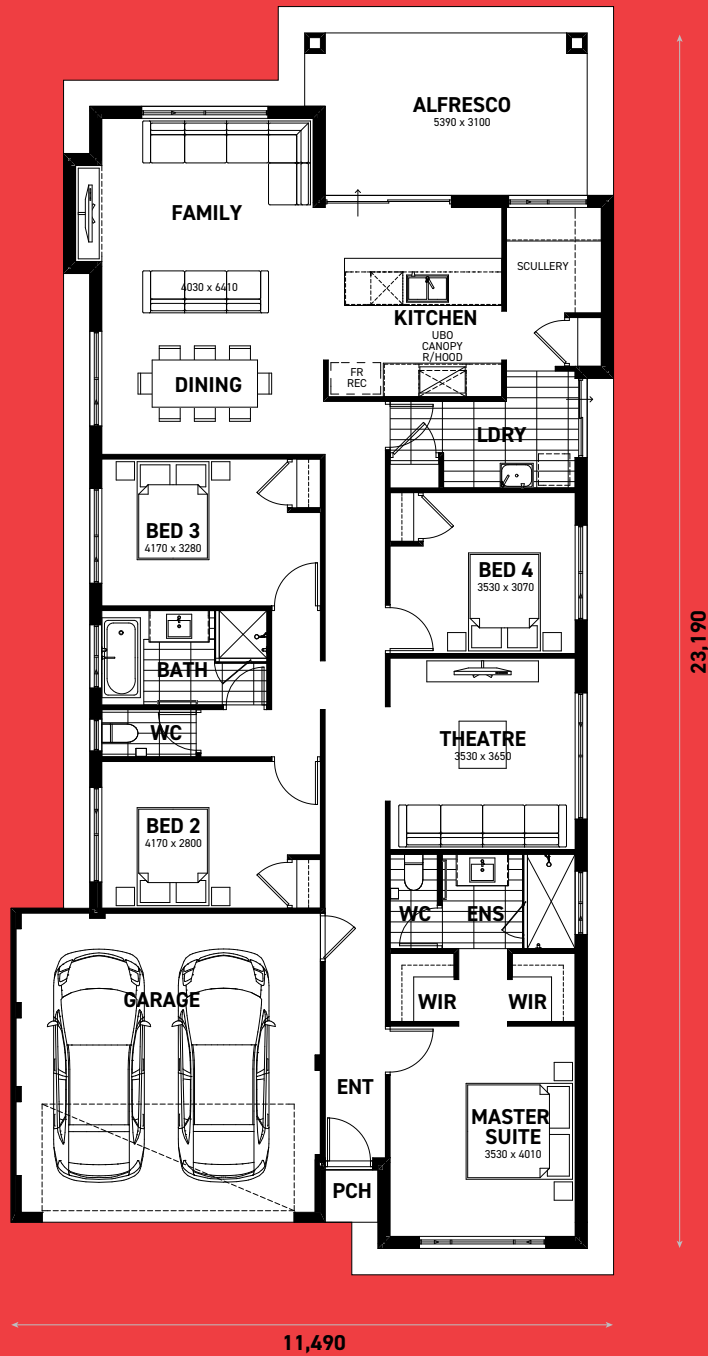 ALFRESCO
5390 x 3100
FAMILY
4030 x 6410
SCULLERY
KITCHEN
UBO
CANOPY
R/HOOD
FR
REC
DINING
LDRY
BED 3
4170 x 3280
BED 4
3530 x 3070
BATH
WC
THEATRE
3530 x 3650
BED 2
4170 x 2800
WC
ENS
WIR
WIR
GARAGE
ENT
MASTER
SUITE
3530 x 4010
PCH
23,190
11,490